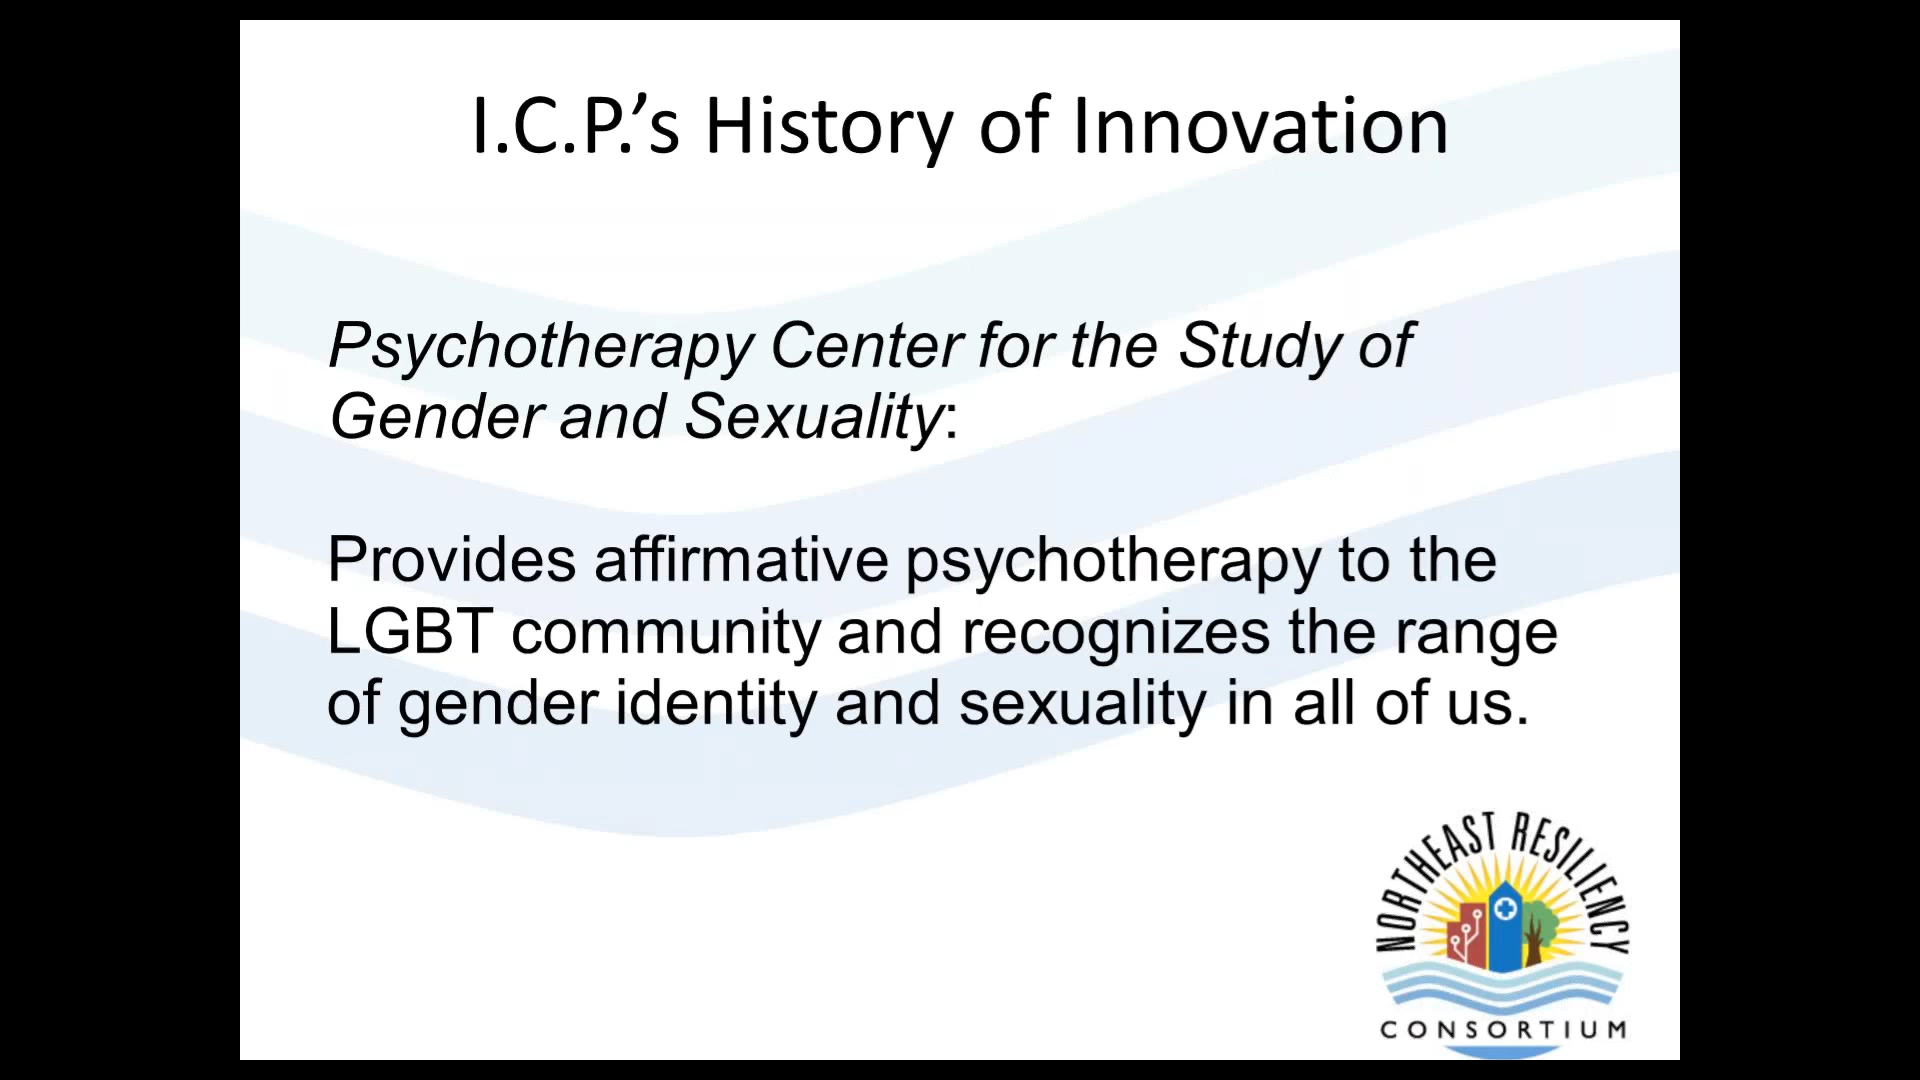 I.C.P.’s History of Innovation
Psychotherapy Center for the Study of
Gender and Sexuality:
Provides affirmative psychotherapy to the
LGBT community and recognizes the range
of gender identity and sexuality in all of us.
NORTHEAST RESILIENCY
CONSORTIUM